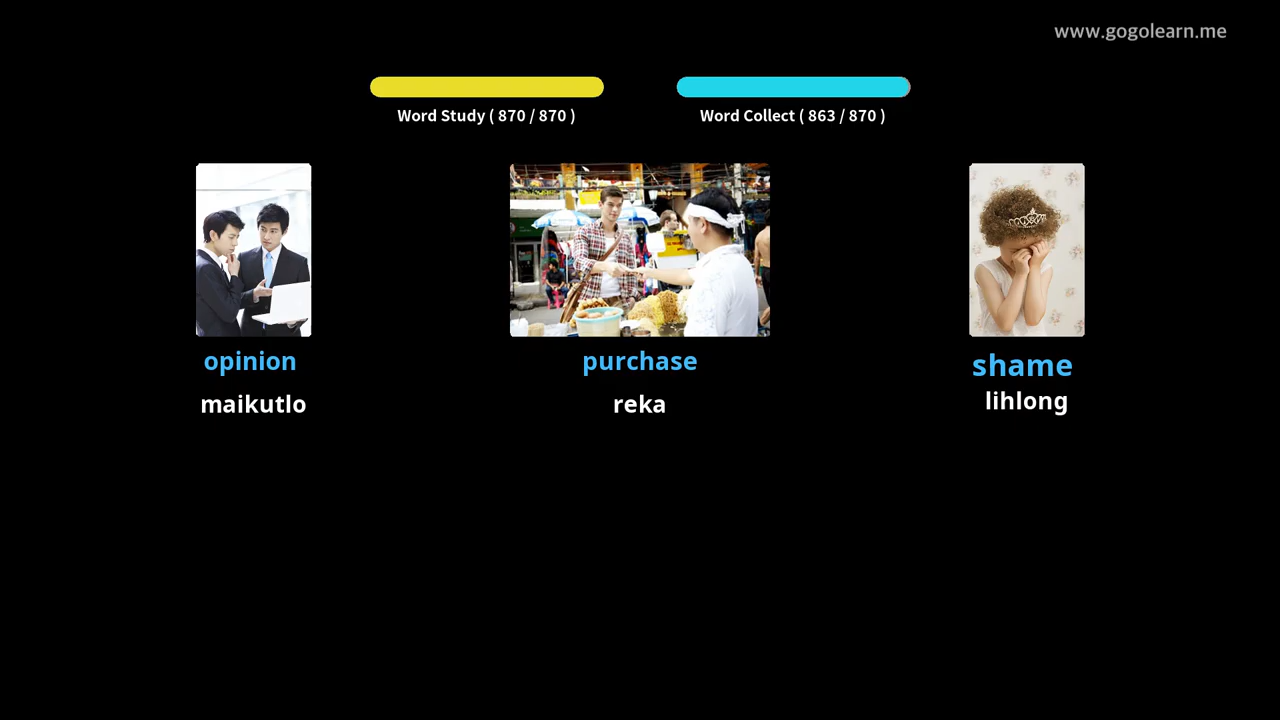 www.gogolearn.me
Word Study ( 870 / 870 )
Word Collect ( 863 / 870 )
opinion
purchase
shame
maikutlo
reka
lihlong